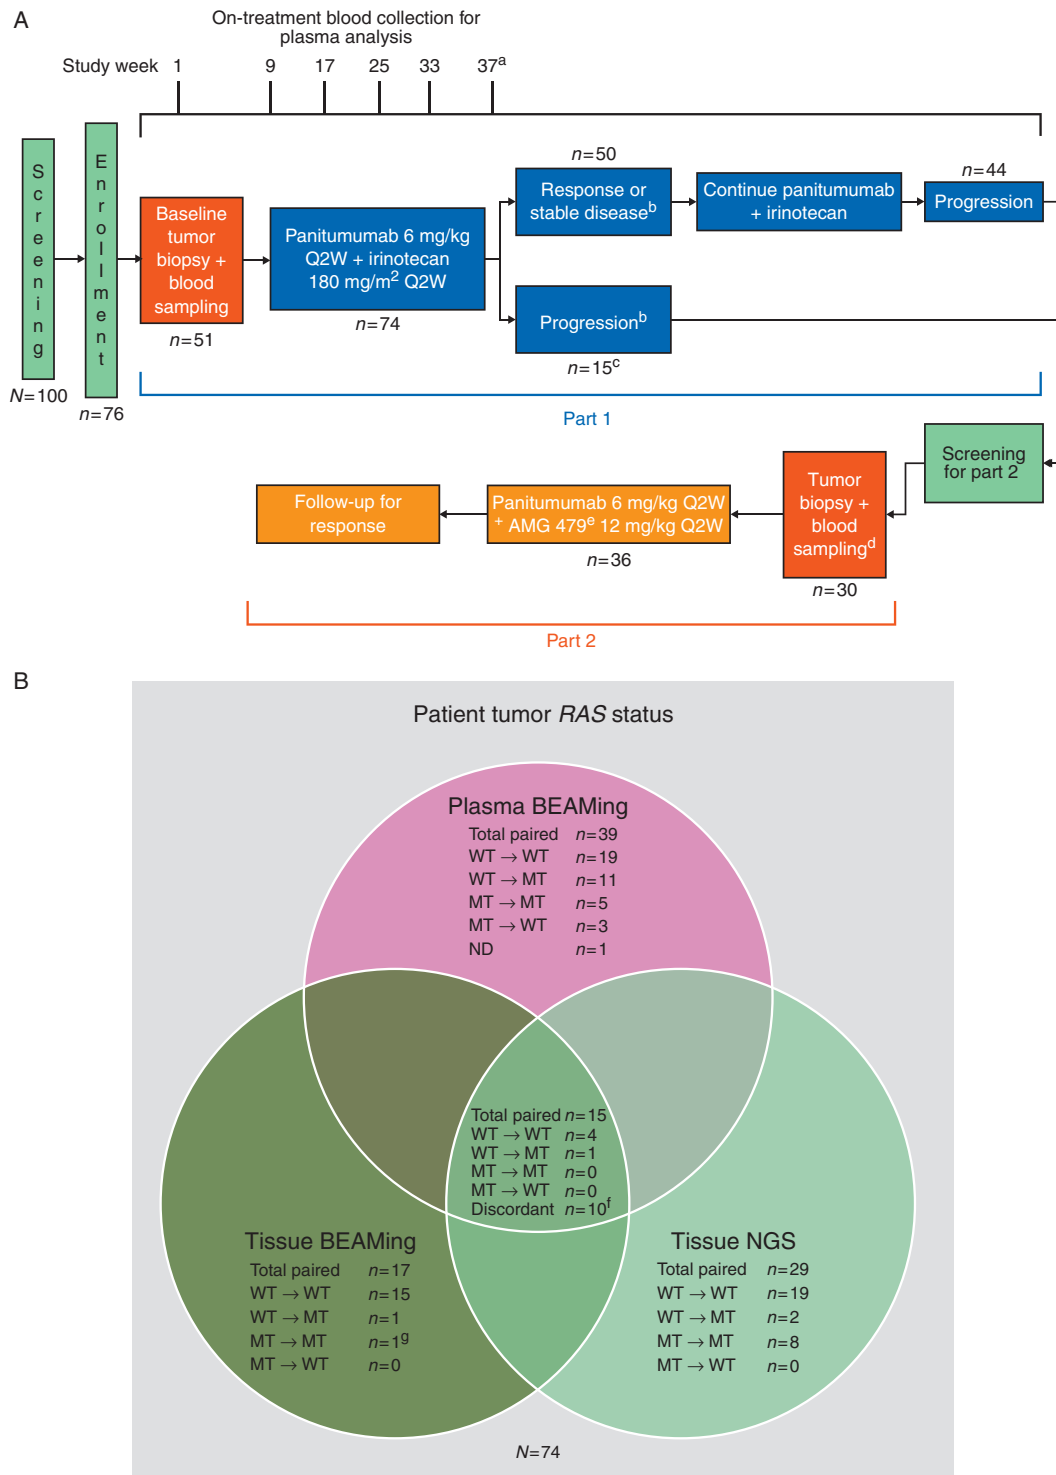 A
On-treatment blood collection for
plasma analysis
Study week 1 9 17 25 33 37a
Screening
N=100
Enrollment
n=76
Baseline
tumor
biopsy +
blood
sampling
n=51
Panitumumab 6 mg/kg
Q2W + irinotecan
180 mg/m2 Q2W
n=74
n=50
Response or
stable diseaseb
Continue panitumumab
+ irinotecan
n=44
Progression
Progressionb
n=15c
Part 1
Screening
for part 2
Tumor
biopsy +
blood
samplingd
n=30
Panitumumab 6 mg/kg Q2W
+ AMG 479e 12 mg/kg Q2W
n=36
Follow-up for
response
Part 2
B
Patient tumor RAS status
Plasma BEAMing
Total paired n=39
WT → WT n=19
WT → MT n=11
MT → MT n=5
MT → WT n=3
ND n=1
Total paired n=15
WT → WT n=4
WT → MT n=1
MT → MT n=0
MT → WT n=0
Discordant n=10f
Tissue BEAMing
Total paired n=17
WT → WT n=15
WT → MT n=1
MT → MT n=1g
MT → WT n=0
Tissue NGS
Total paired n=29
WT → WT n=19
WT → MT n=2
MT → MT n=8
MT → WT n=0
N=74